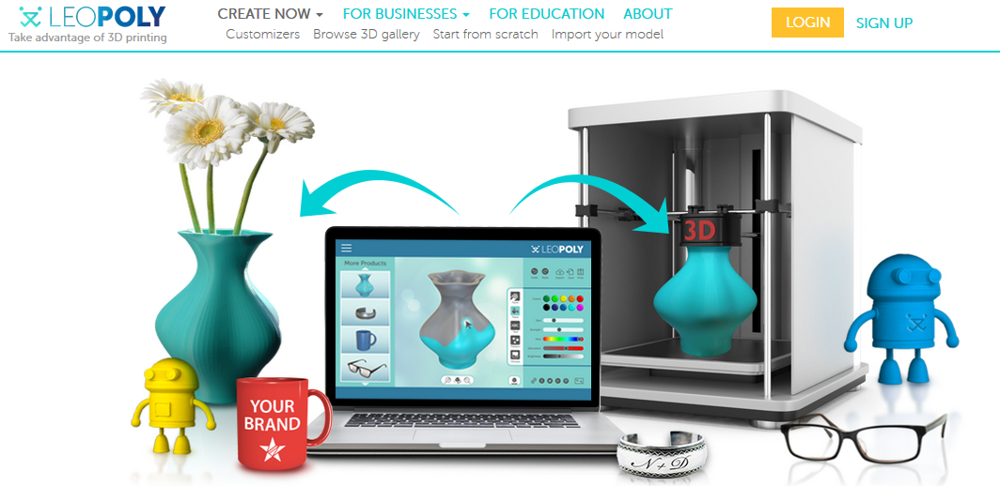 LEOPOLY
Take advantage of 3D printing
CREATE NOW
FOR BUSINESSES
FOR EDUCATION
ABOUT
LOGIN
SIGN UP
Customizers
Browse 3D gallery
Start from scratch
Import your model
3D
LEOPOLY
More Products
YOUR
BRAND
N + D